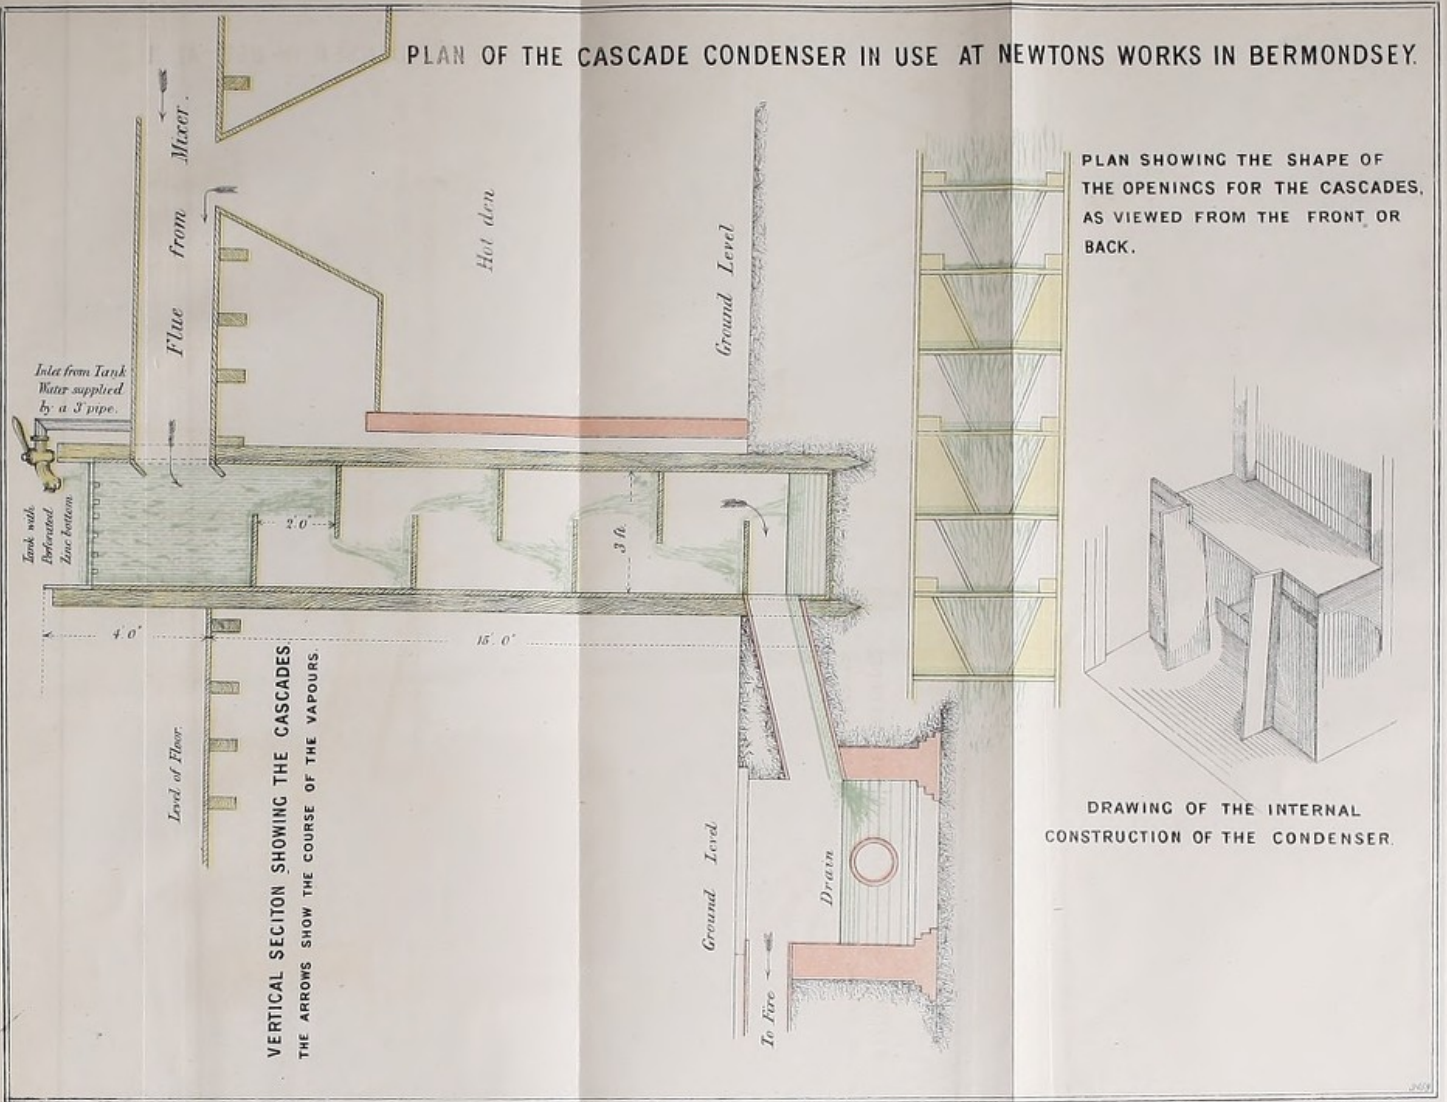 PLAN OF THE CASCADE CONDENSER IN USE AT NEWTONS WORKS IN BERMONDSEY.
PLAN SHOWING THE SHAPE OF
THE OPENINGS FOR THE CASCADES,
AS VIEWED FROM THE FRONT OR
BACK.
Flue from Mixer.
Hot den
Ground Level
Inlet from Tank
Water supplied
by a 3" pipe.
Tank with
Perforated
Zinc bottom
2' 0"
3 ft.
4' 0"
15' 0"
Level of Floor.
VERTICAL SECITON SHOWING THE CASCADES.
THE ARROWS SHOW THE COURSE OF THE VAPOURS.
Ground Level
Drain
To Fire
DRAWING OF THE INTERNAL
CONSTRUCTION OF THE CONDENSER.